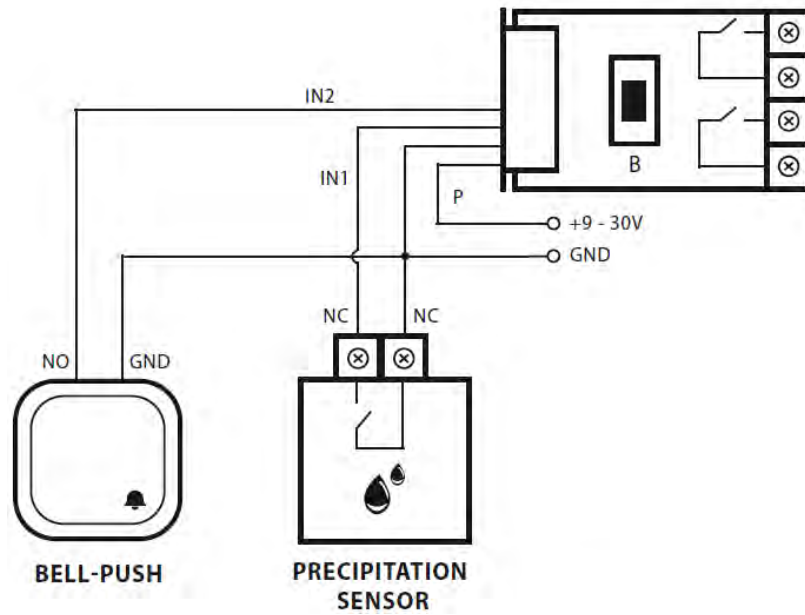 IN2
B
IN1
P
+9 - 30V
GND
NC
NC
NO
GND
BELL-PUSH
PRECIPITATION
SENSOR